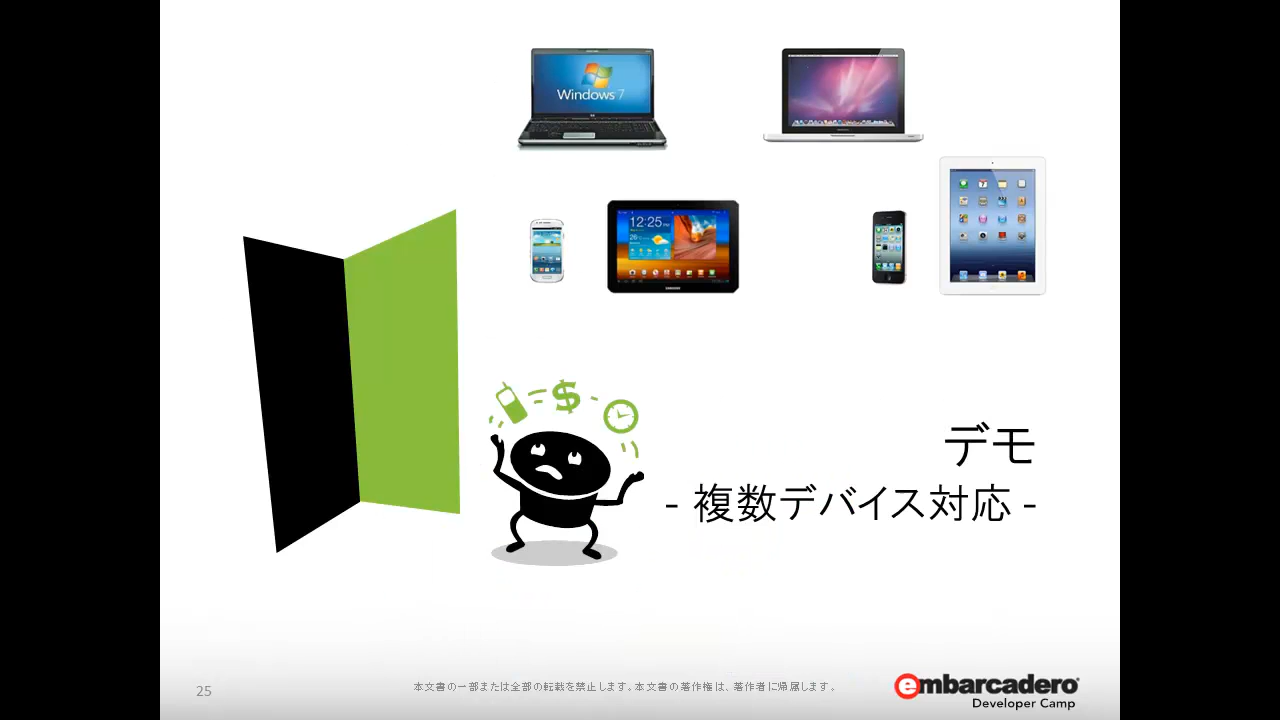 Windows 7
12:25
SAMSUNG
$
デモ
- 複数デバイス対応 -
25
本文書の一部または全部の転載を禁止します。本文書の著作権は、著作者に帰属します。
embarcadero
Developer Camp